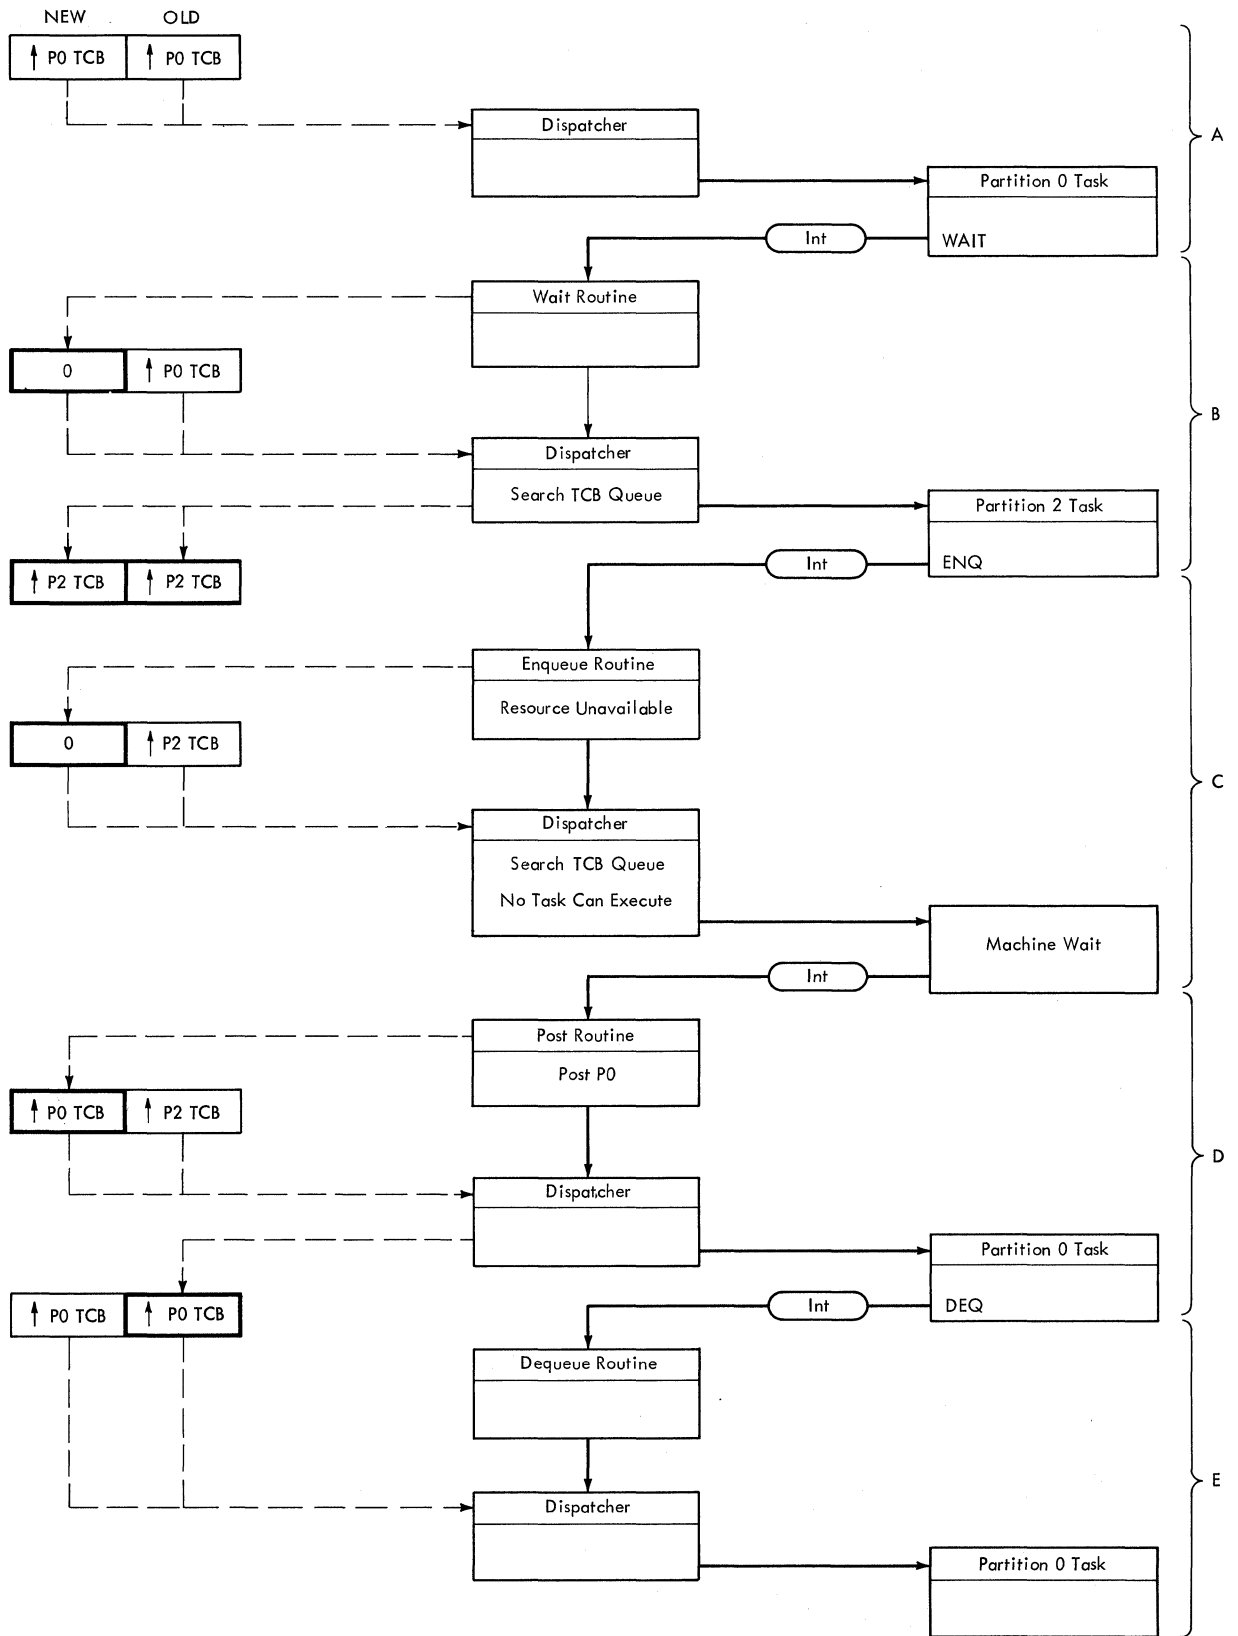 NEW OLD
↑ P0 TCB ↑ P0 TCB
A
Dispatcher
Partition 0 Task
WAIT
Int
Wait Routine
0 ↑ P0 TCB
B
Dispatcher
Search TCB Queue
Partition 2 Task
ENQ
Int
↑ P2 TCB ↑ P2 TCB
Enqueue Routine
Resource Unavailable
0 ↑ P2 TCB
C
Dispatcher
Search TCB Queue
No Task Can Execute
Machine Wait
Int
Post Routine
Post P0
↑ P0 TCB ↑ P2 TCB
D
Dispatcher
Partition 0 Task
DEQ
Int
↑ P0 TCB ↑ P0 TCB
Dequeue Routine
E
Dispatcher
Partition 0 Task